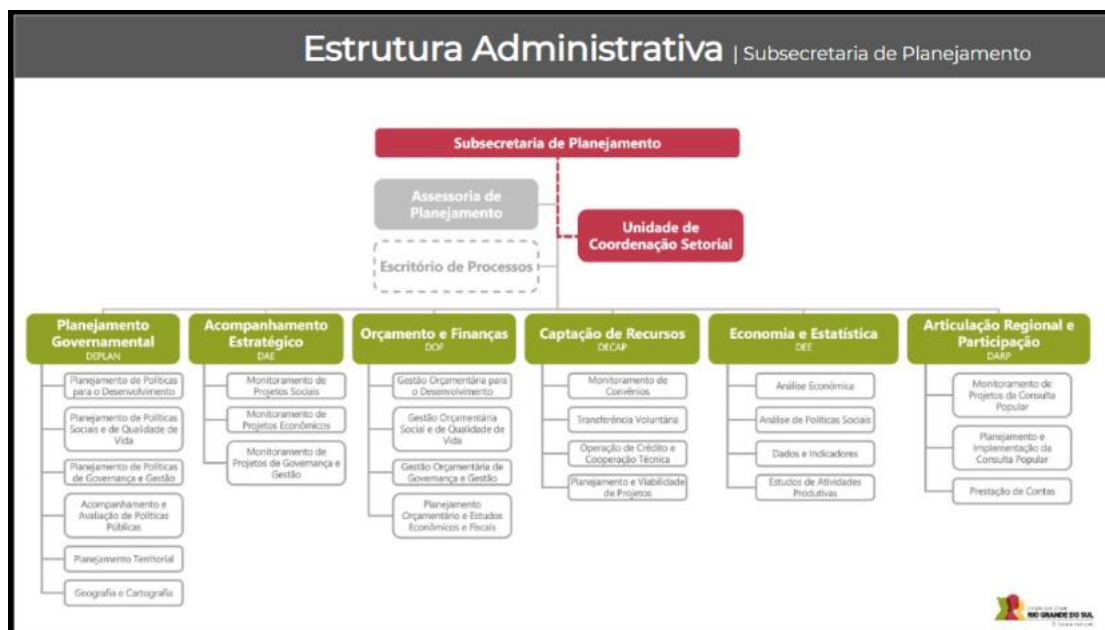 Estrutura Administrativa | Subsecretaria de Planejamento
Subsecretaria de Planejamento
Assessoria de
Planejamento
Unidade de
Coordenação Setorial
Escritório de Processos
Planejamento
Governamental
DEPLAN
Planejamento de Políticas
para o Desenvolvimento
Planejamento de Políticas
Sociais e de Qualidade de
Vida
Planejamento de Políticas
de Governança e Gestão
Acompanhamento e
Avaliação de Políticas
Públicas
Planejamento Territorial
Geografia e Cartografia
Acompanhamento
Estratégico
DAE
Monitoramento de
Projetos Sociais
Monitoramento de
Projetos Econômicos
Monitoramento de
Projetos de Governança e
Gestão
Orçamento e Finanças
DOF
Gestão Orçamentária para
o Desenvolvimento
Gestão Orçamentária
Social e de Qualidade de
Vida
Gestão Orçamentária de
Governança e Gestão
Planejamento
Orçamentário e Estudos
Econômicos e Fiscais
Captação de Recursos
DECAP
Monitoramento de
Convênios
Transferência Voluntária
Operação de Crédito e
Cooperação Técnica
Planejamento e Viabilidade
de Projetos
Economia e Estatística
DEE
Análise Econômica
Análise de Políticas Sociais
Dados e Indicadores
Estudos de Atividades
Produtivas
Articulação Regional e
Participação
DARP
Monitoramento de
Projetos da Consulta
Popular
Planejamento e
Implementação da
Consulta Popular
Prestação de Contas
RIO GRANDE DO SUL